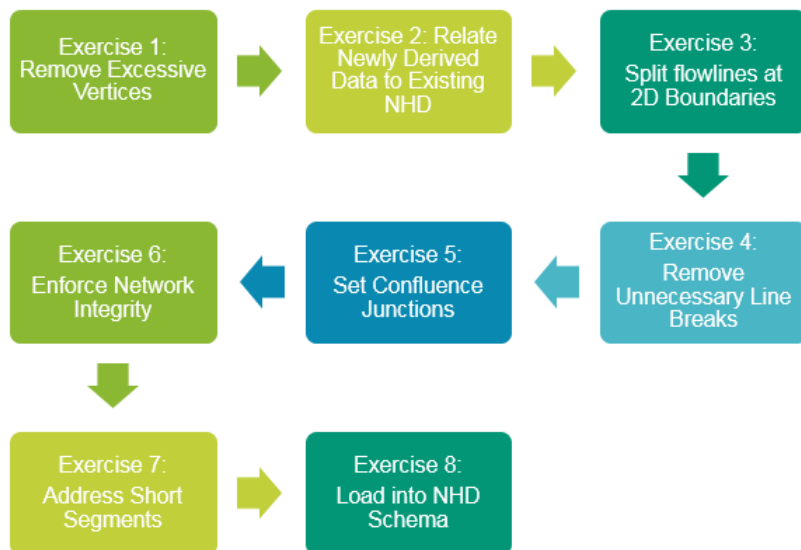 Exercise 1:
Remove Excessive
Vertices
Exercise 2: Relate
Newly Derived
Data to Existing
NHD
Exercise 3:
Split flowlines at
2D Boundaries
Exercise 4:
Remove
Unnecessary Line
Breaks
Exercise 5:
Set Confluence
Junctions
Exercise 6:
Enforce Network
Integrity
Exercise 7:
Address Short
Segments
Exercise 8:
Load into NHD
Schema